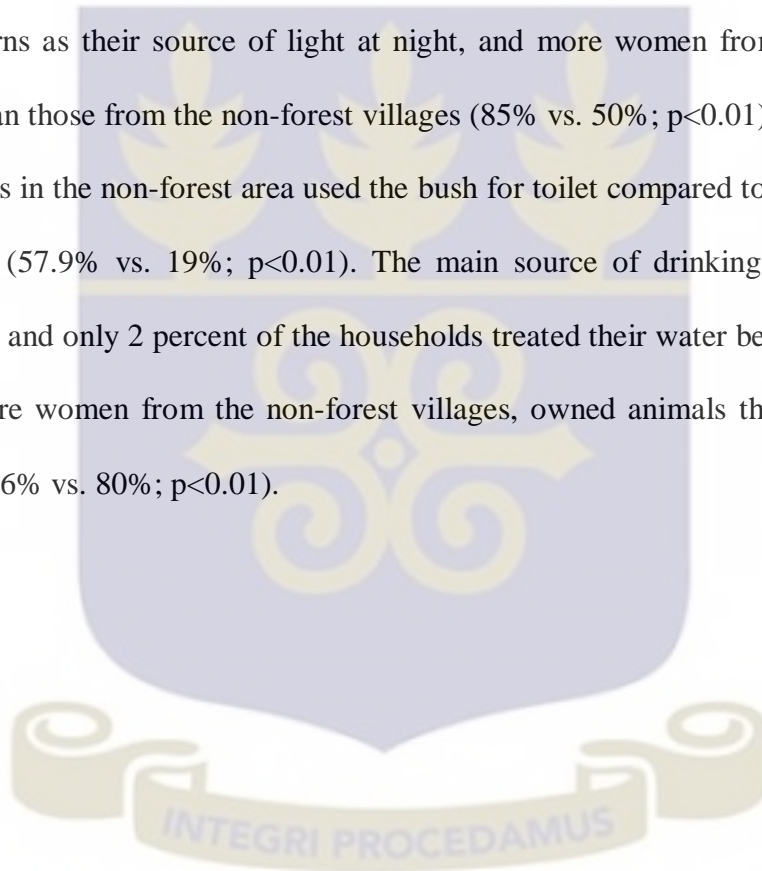 rns as their source of light at night, and more women from
an those from the non-forest villages (85% vs. 50%; p<0.01)
s in the non-forest area used the bush for toilet compared to
(57.9% vs. 19%; p<0.01). The main source of drinking
and only 2 percent of the households treated their water be
re women from the non-forest villages, owned animals th
6% vs. 80%; p<0.01).
INTEGRI PROCEDAMUS